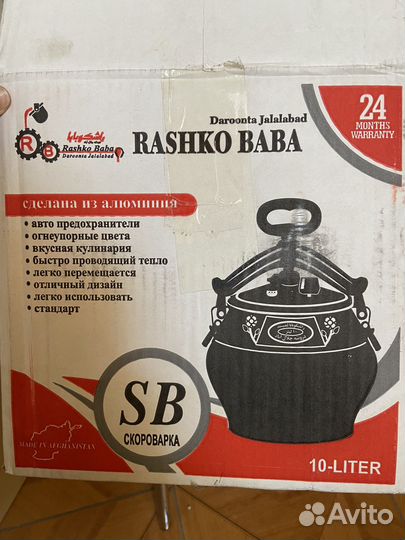 24
MONTHS
WARRANTY
Daroonta Jalalabad
RASHKO BABA
R B
Rashko Baba
Daroonta Jalalabad
сделана из алюминия
• авто предохранители
• огнеупорные цвета
• вкусная кулинария
• быстро проводящий тепло
• легко перемещается
• отличный дизайн
• легко использовать
• стандарт
SB
СКОРОВАРКА
MADE IN AFGHANISTAN
10-LITER
Avito